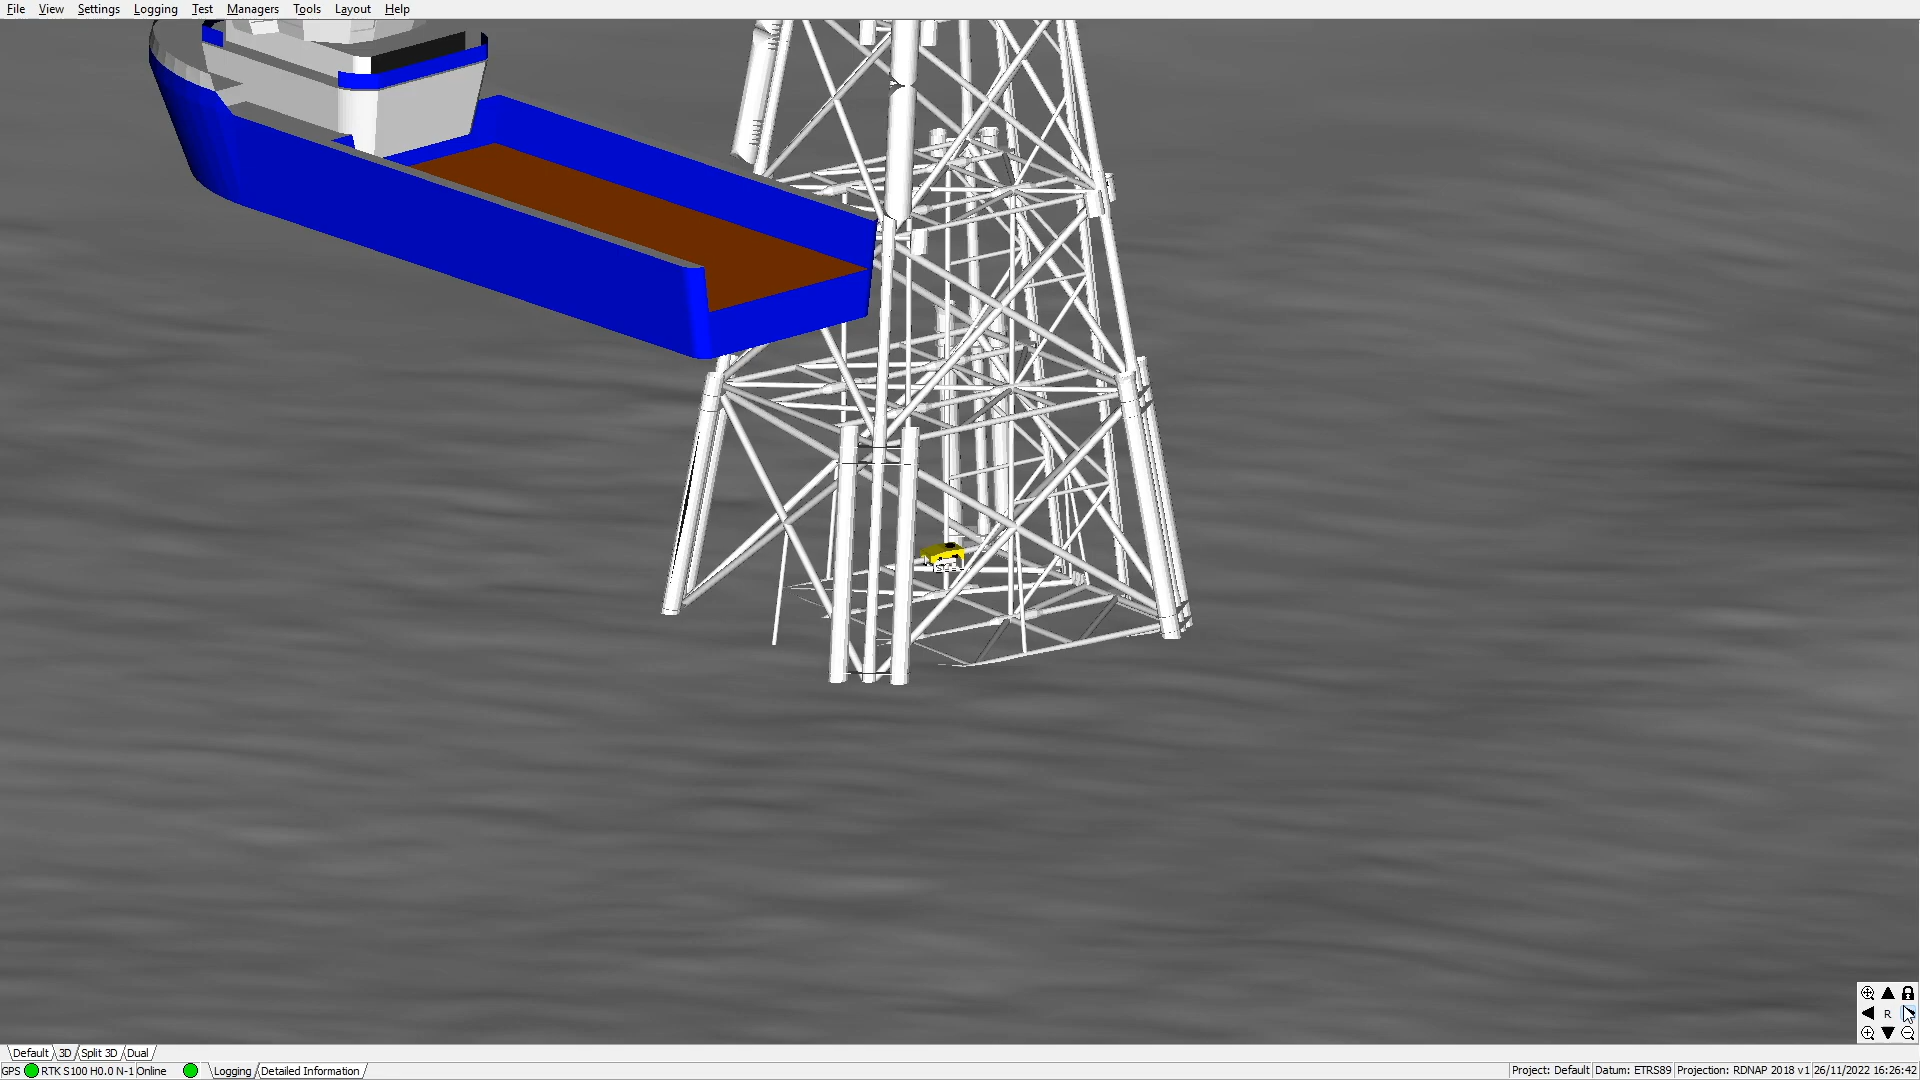 File View Settings Logging Test Managers Tools Layout Help
R
Default 3D Split 3D Dual
GPS RTK S100 H0.0 N-1 Online Logging Detailed Information Project: Default Datum: ETRS89 Projection: RDNAP 2018 v1 26/11/2022 16:26:42